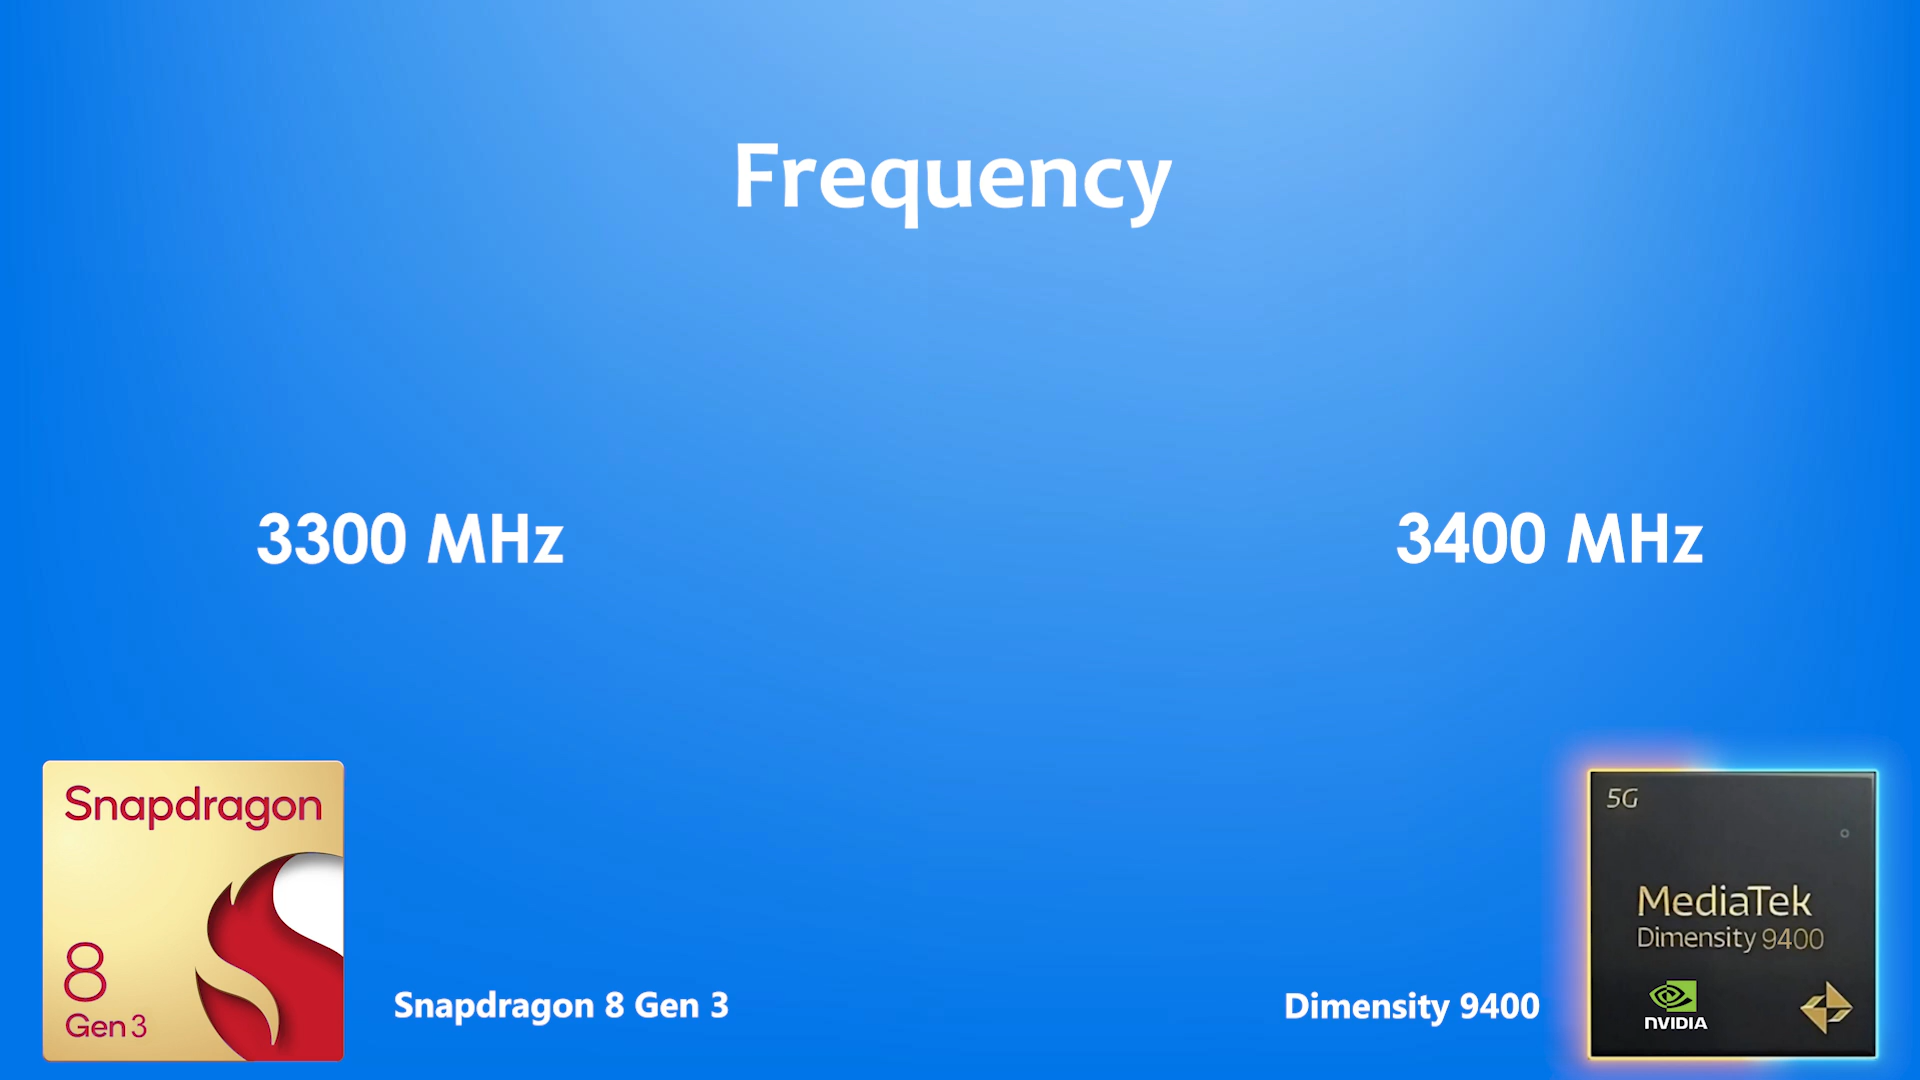 Frequency
3300 MHz
3400 MHz
Snapdragon
8
Gen 3
Snapdragon 8 Gen 3
Dimensity 9400
5G
MediaTek
Dimensity 9400
NVIDIA